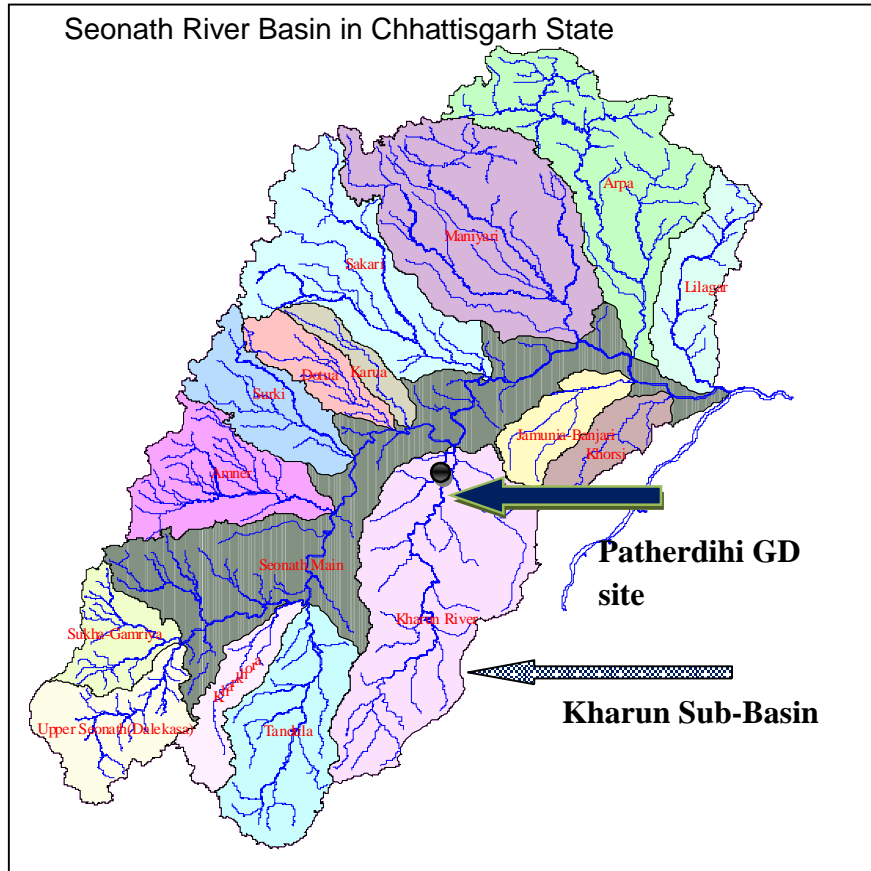 Seonath River Basin in Chhattisgarh State
Arpa
Maniyari
Sakari
Lilagar
Karua
Dotua
Surki
Jamunia-Banjari
Khorsi
Amner
Patherdihi GD
site
Seonath Main
Kharun River
Sukha-Gamriya
Kharun Sub-Basin
Upper Seonath(Dalekasa)
Tandula